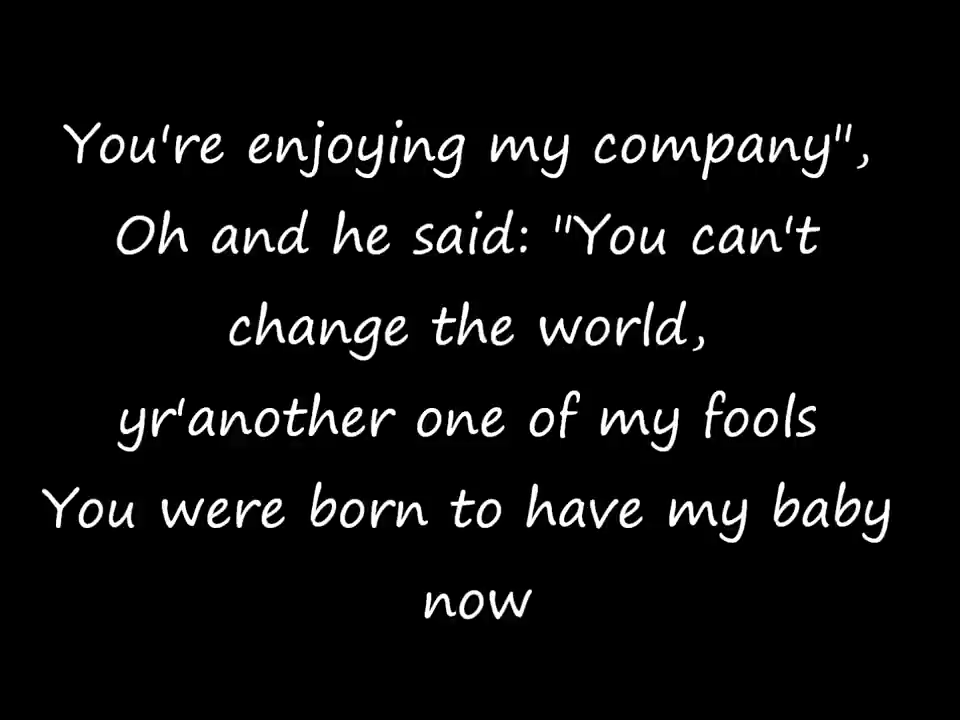 You're enjoying my company",
Oh and he said: "You can't
change the world,
yr'another one of my fools
You were born to have my baby
now